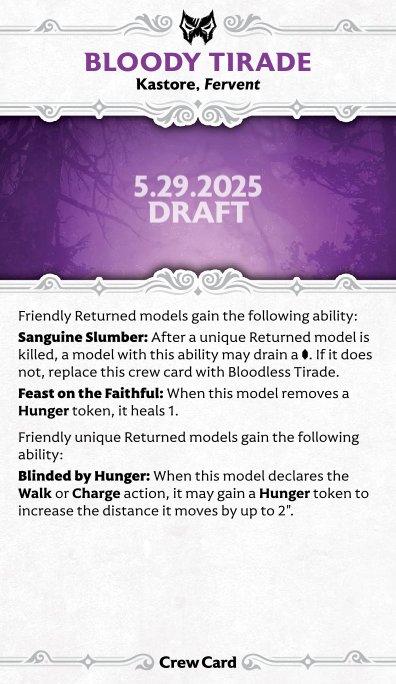 BLOODY TIRADE
Kastore, Fervent
5.29.2025
DRAFT
Friendly Returned models gain the following ability:
Sanguine Slumber: After a unique Returned model is
killed, a model with this ability may drain a ⬮. If it does
not, replace this crew card with Bloodless Tirade.
Feast on the Faithful: When this model removes a
Hunger token, it heals 1.
Friendly unique Returned models gain the following
ability:
Blinded by Hunger: When this model declares the
Walk or Charge action, it may gain a Hunger token to
increase the distance it moves by up to 2".
Crew Card